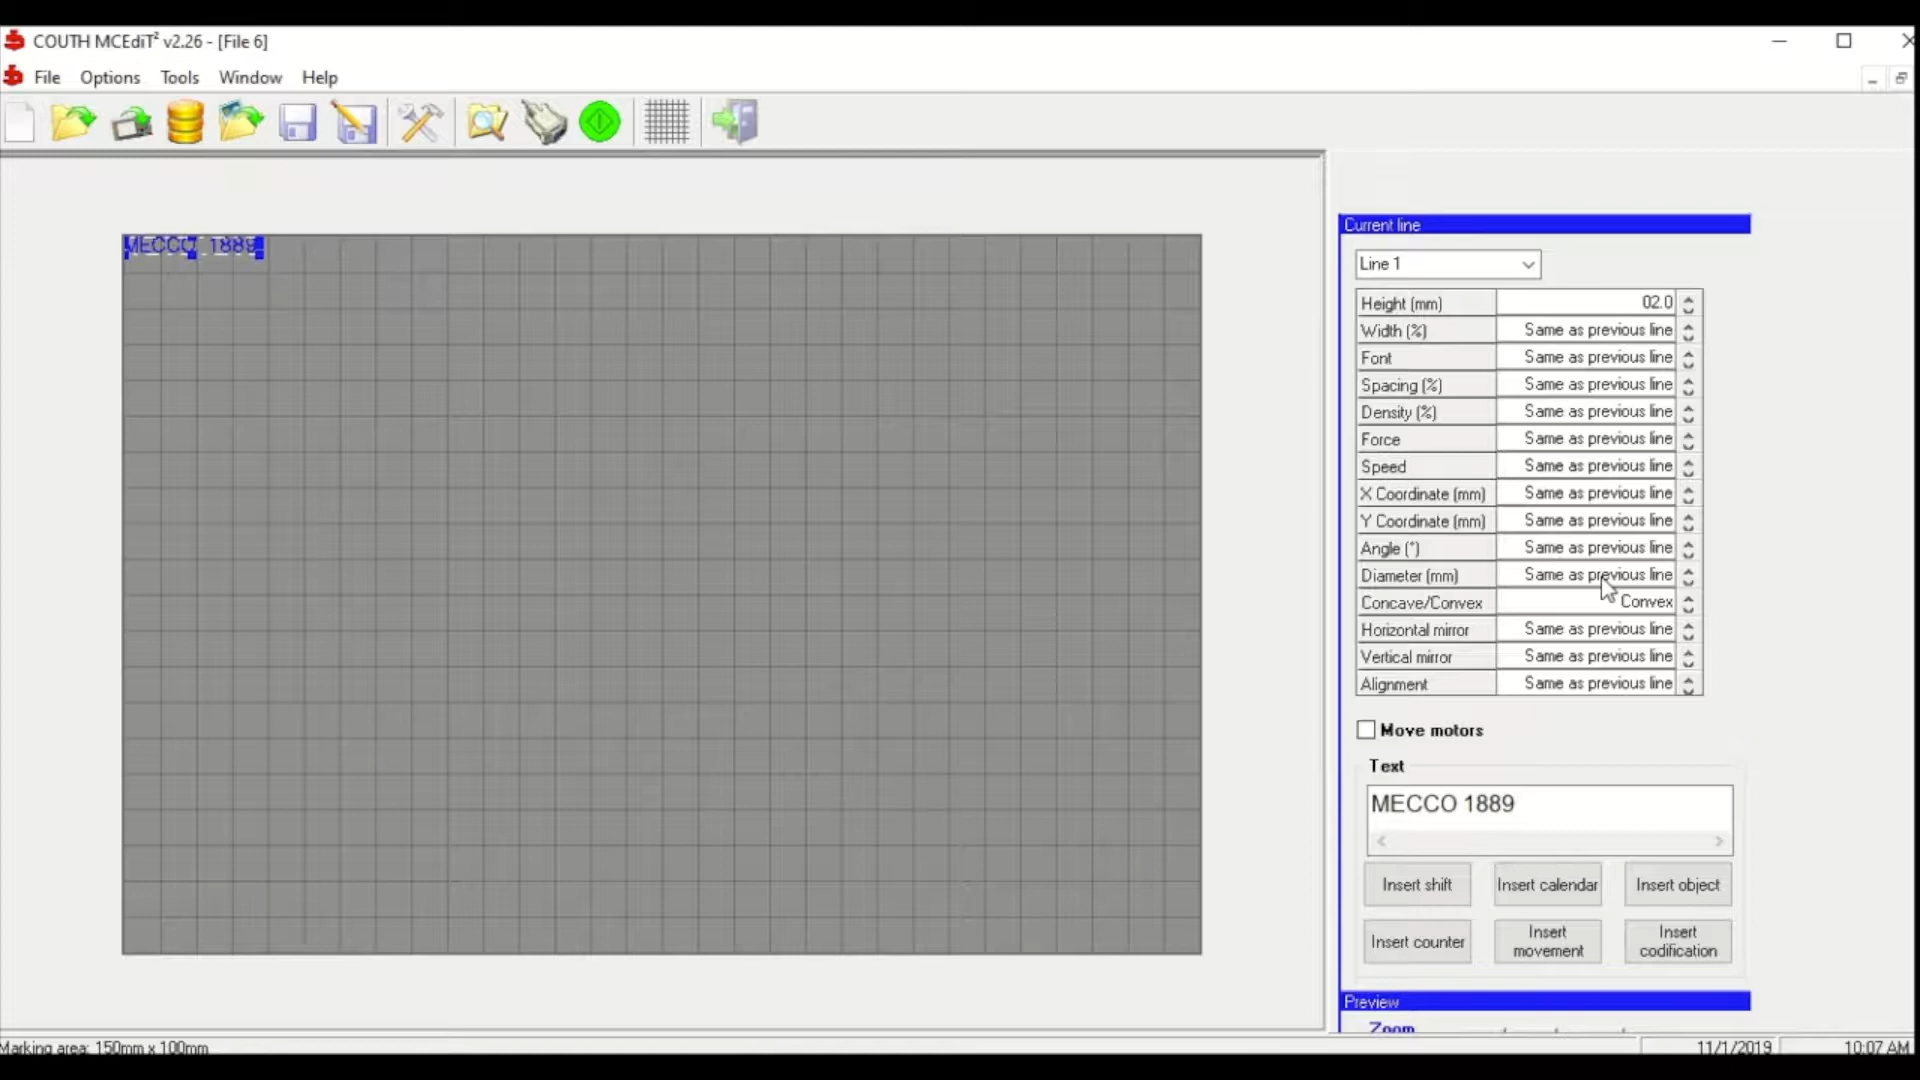 COUTH MCEdiT² v2.26 - [File 6]
File Options Tools Window Help
MECCO 1889
Current line
Line 1
Height (mm) 02.0
Width (%) Same as previous line
Font Same as previous line
Spacing (%) Same as previous line
Density (%) Same as previous line
Force Same as previous line
Speed Same as previous line
X Coordinate (mm) Same as previous line
Y Coordinate (mm) Same as previous line
Angle (°) Same as previous line
Diameter (mm) Same as previous line
Concave/Convex Convex
Horizontal mirror Same as previous line
Vertical mirror Same as previous line
Alignment Same as previous line
Move motors
Text
MECCO 1889
Insert shift Insert calendar Insert object
Insert counter Insert movement Insert codification
Preview
Zoom
Marking area: 150mm x 100mm 11/1/2019 10:07 AM